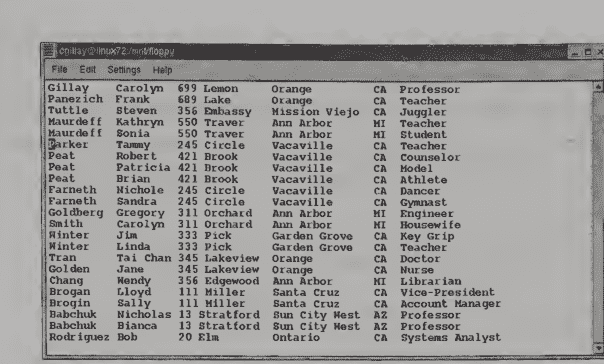 cgillay@linux72:/mnt/floppy
File Edit Settings Help
Gillay Carolyn 699 Lemon Orange CA Professor
Panezich Frank 689 Lake Orange CA Teacher
Tuttle Steven 356 Embassy Mission Viejo CA Juggler
Maurdeff Kathryn 550 Traver Ann Arbor MI Teacher
Maurdeff Sonia 550 Traver Ann Arbor MI Student
Parker Tammy 245 Circle Vacaville CA Teacher
Peat Robert 421 Brook Vacaville CA Counselor
Peat Patricia 421 Brook Vacaville CA Model
Peat Brian 421 Brook Vacaville CA Athlete
Farneth Nichole 245 Circle Vacaville CA Dancer
Farneth Sandra 245 Circle Vacaville CA Gymnast
Goldberg Gregory 311 Orchard Ann Arbor MI Engineer
Smith Carolyn 311 Orchard Ann Arbor MI Housewife
Winter Jim 333 Pick Garden Grove CA Key Grip
Winter Linda 333 Pick Garden Grove CA Teacher
Tran Tai Chan 345 Lakeview Orange CA Doctor
Golden Jane 345 Lakeview Orange CA Nurse
Chang Wendy 356 Edgewood Ann Arbor MI Librarian
Brogan Lloyd 111 Miller Santa Cruz CA Vice-President
Brogin Sally 111 Miller Santa Cruz CA Account Manager
Babchuk Nicholas 13 Stratford Sun City West AZ Professor
Babchuk Bianca 13 Stratford Sun City West AZ Professor
Rodriguez Bob 20 Elm Ontario CA Systems Analyst